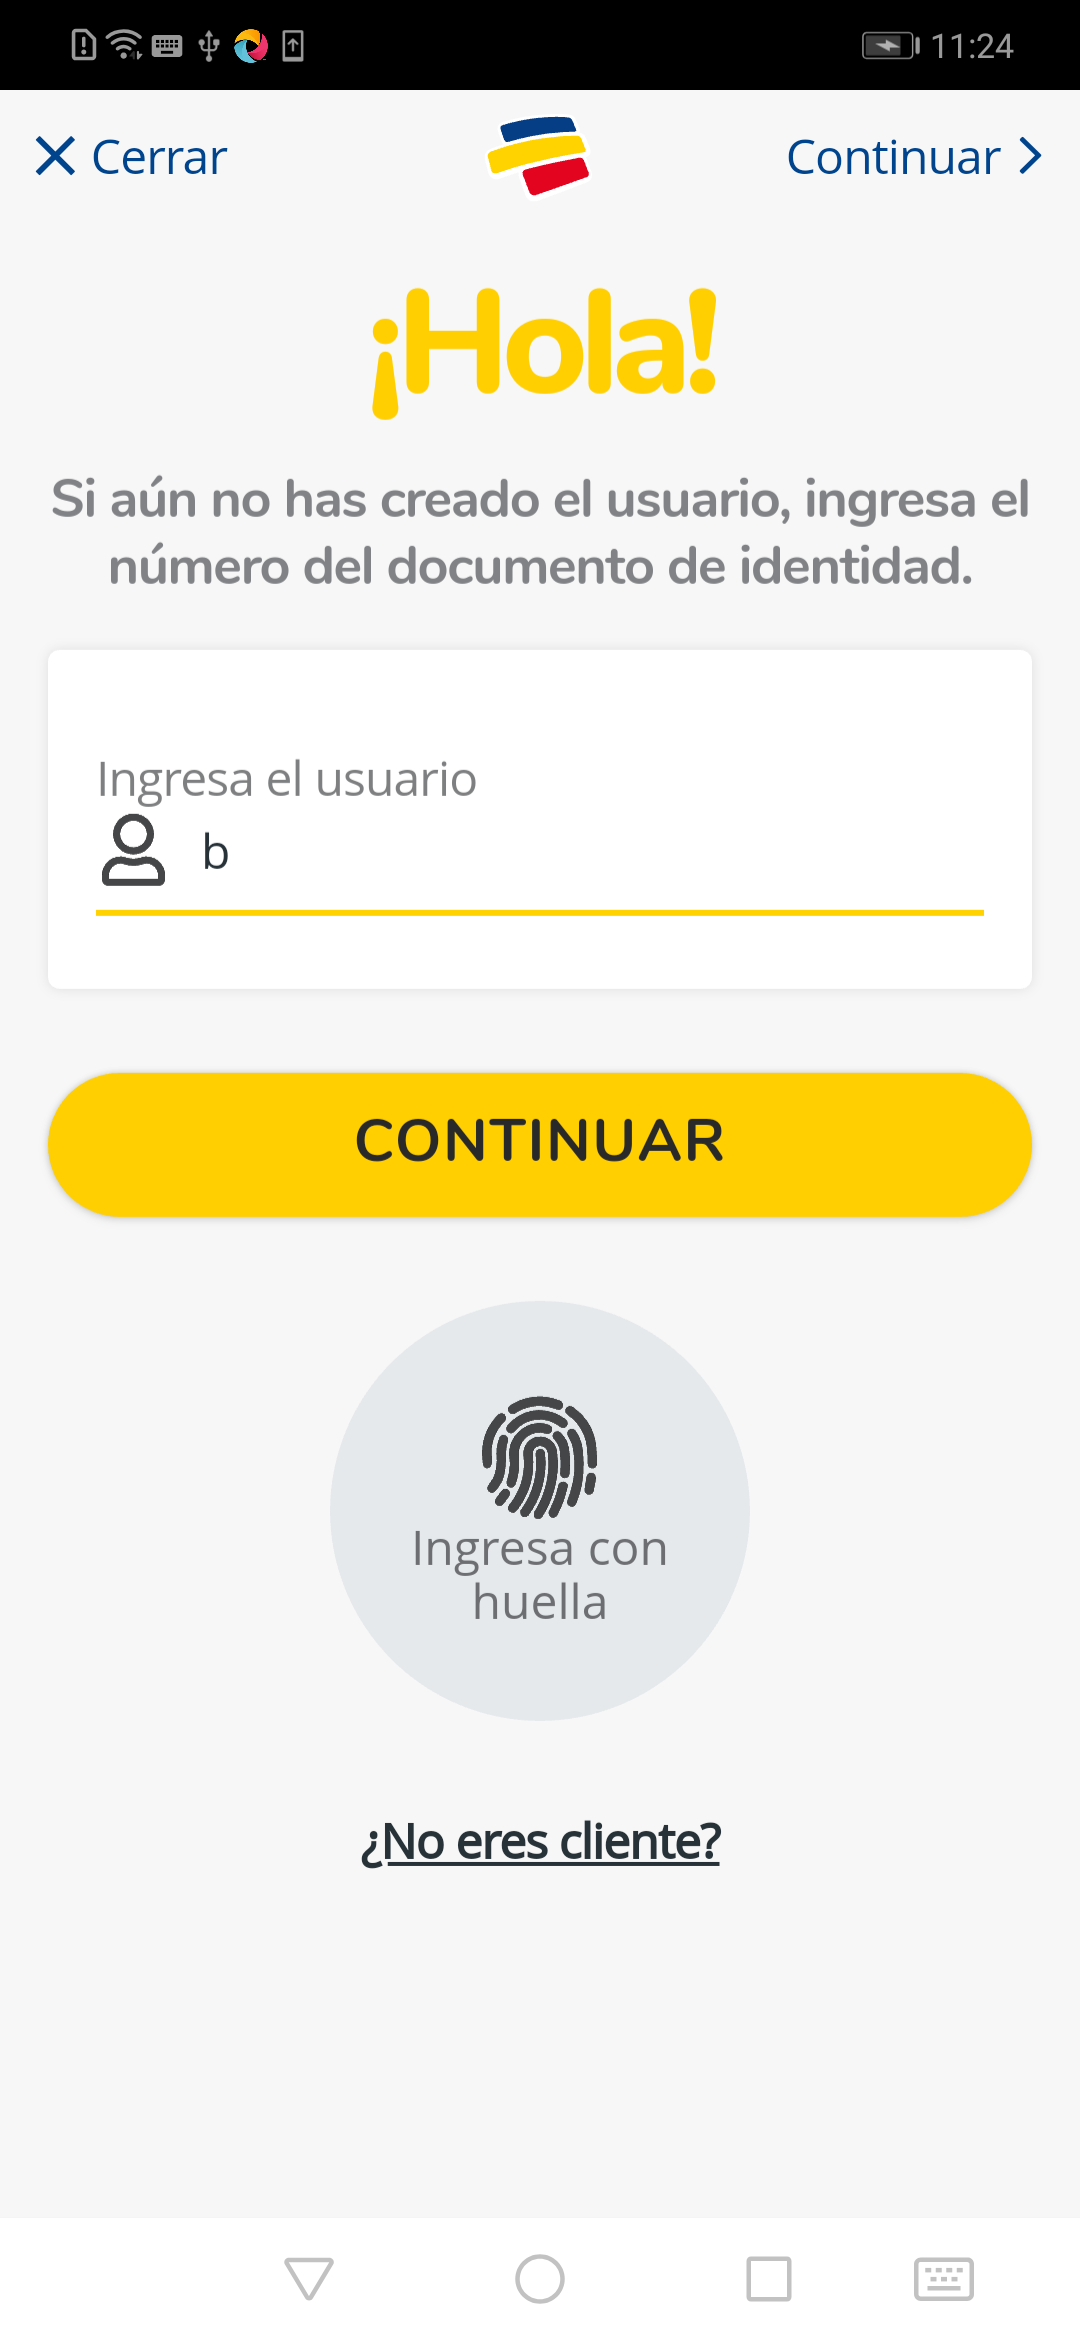 11:24
Cerrar
Continuar
¡Hola!
Si aún no has creado el usuario, ingresa el
número del documento de identidad.
Ingresa el usuario
b
CONTINUAR
Ingresa con
huella
¿No eres cliente?